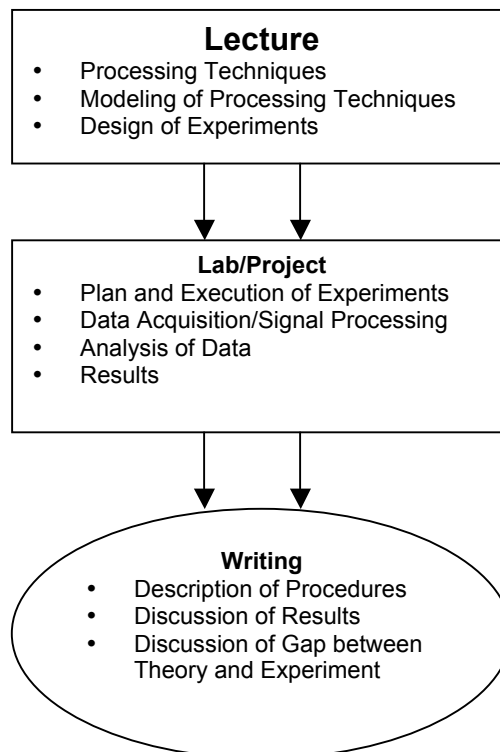 Lecture
• Processing Techniques
• Modeling of Processing Techniques
• Design of Experiments
Lab/Project
• Plan and Execution of Experiments
• Data Acquisition/Signal Processing
• Analysis of Data
• Results
Writing
• Description of Procedures
• Discussion of Results
• Discussion of Gap between
Theory and Experiment